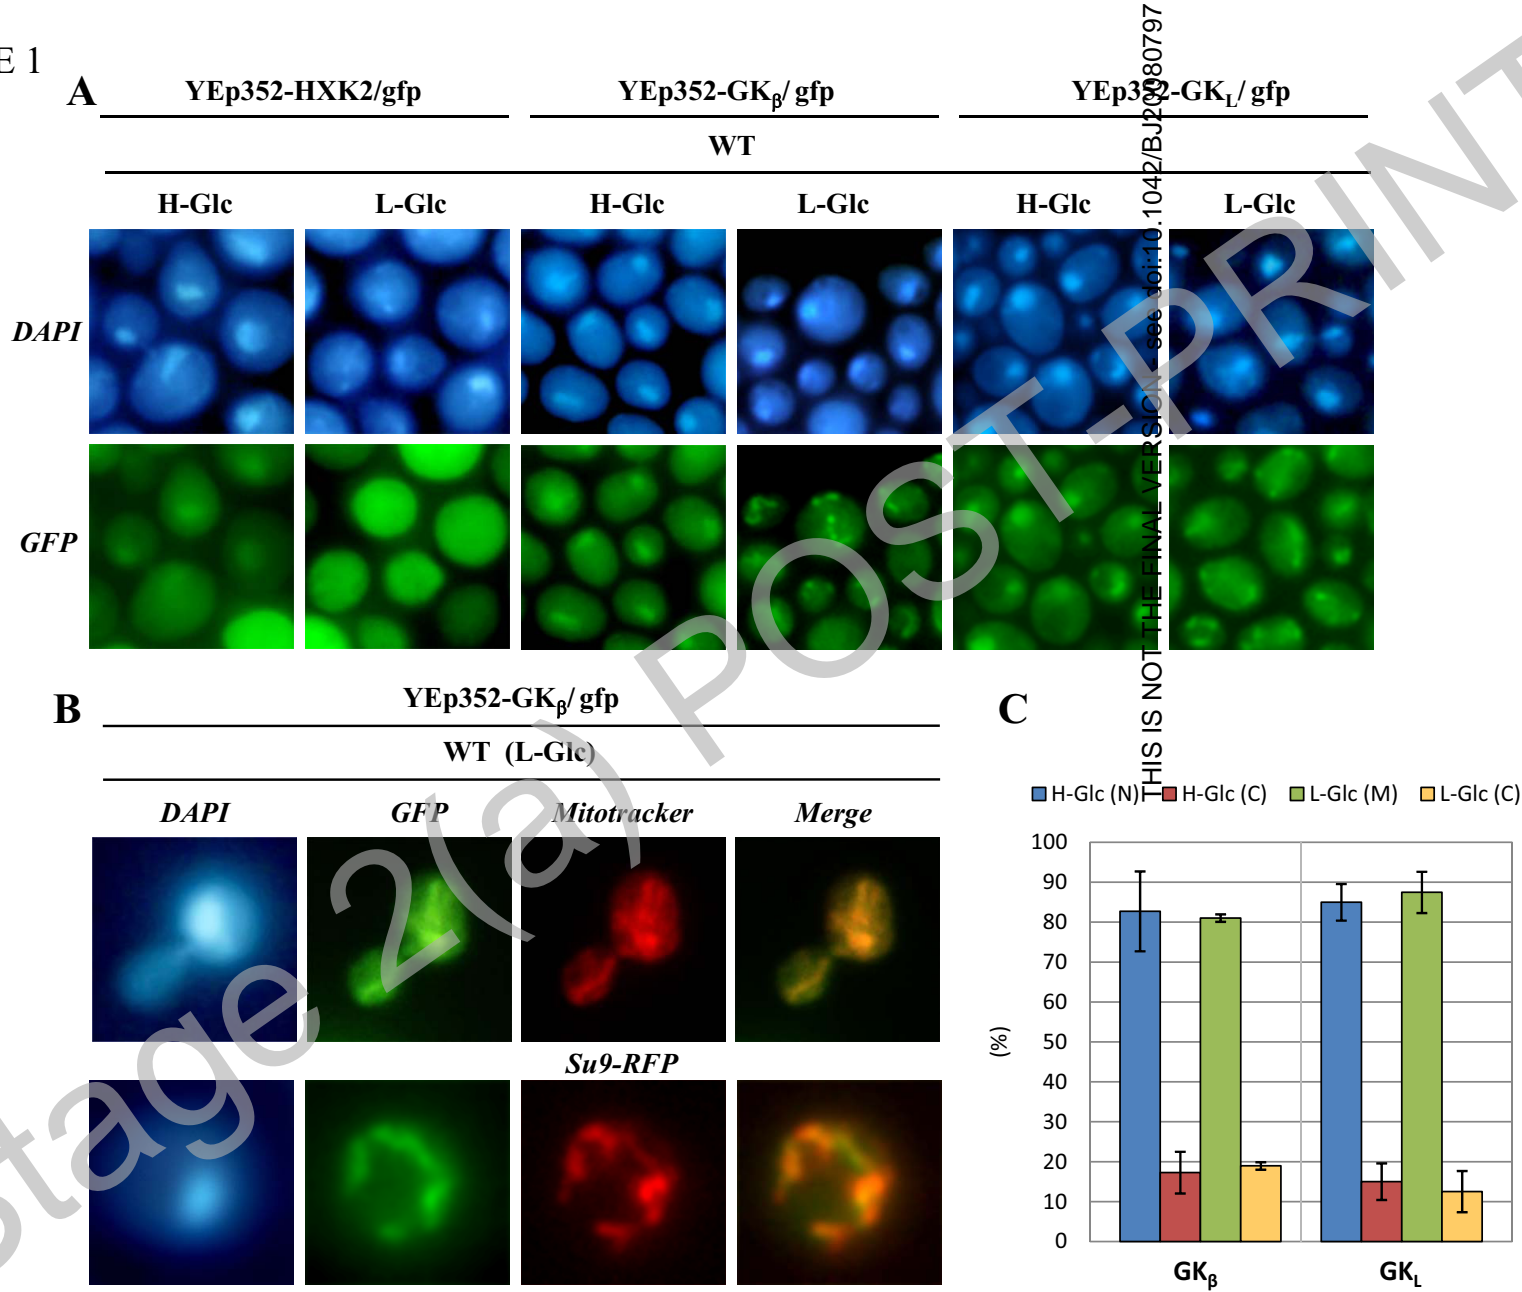 E 1
A
YEp352-HXK2/gfp YEp352-GKβ/ gfp YEp352-GKL/ gfp
WT
H-Glc L-Glc H-Glc L-Glc H-Glc L-Glc
DAPI
GFP
THIS IS NOT THE FINAL VERSION - see doi:10.1042/BJ20080797
Stage 2(a) POST-PRINT
B
YEp352-GKβ/ gfp
WT (L-Glc)
DAPI GFP Mitotracker Merge
Su9-RFP
C
H-Glc (N) H-Glc (C) L-Glc (M) L-Glc (C)
100
90
80
70
60
50
40
30
20
10
0
(%)
GKβ GKL